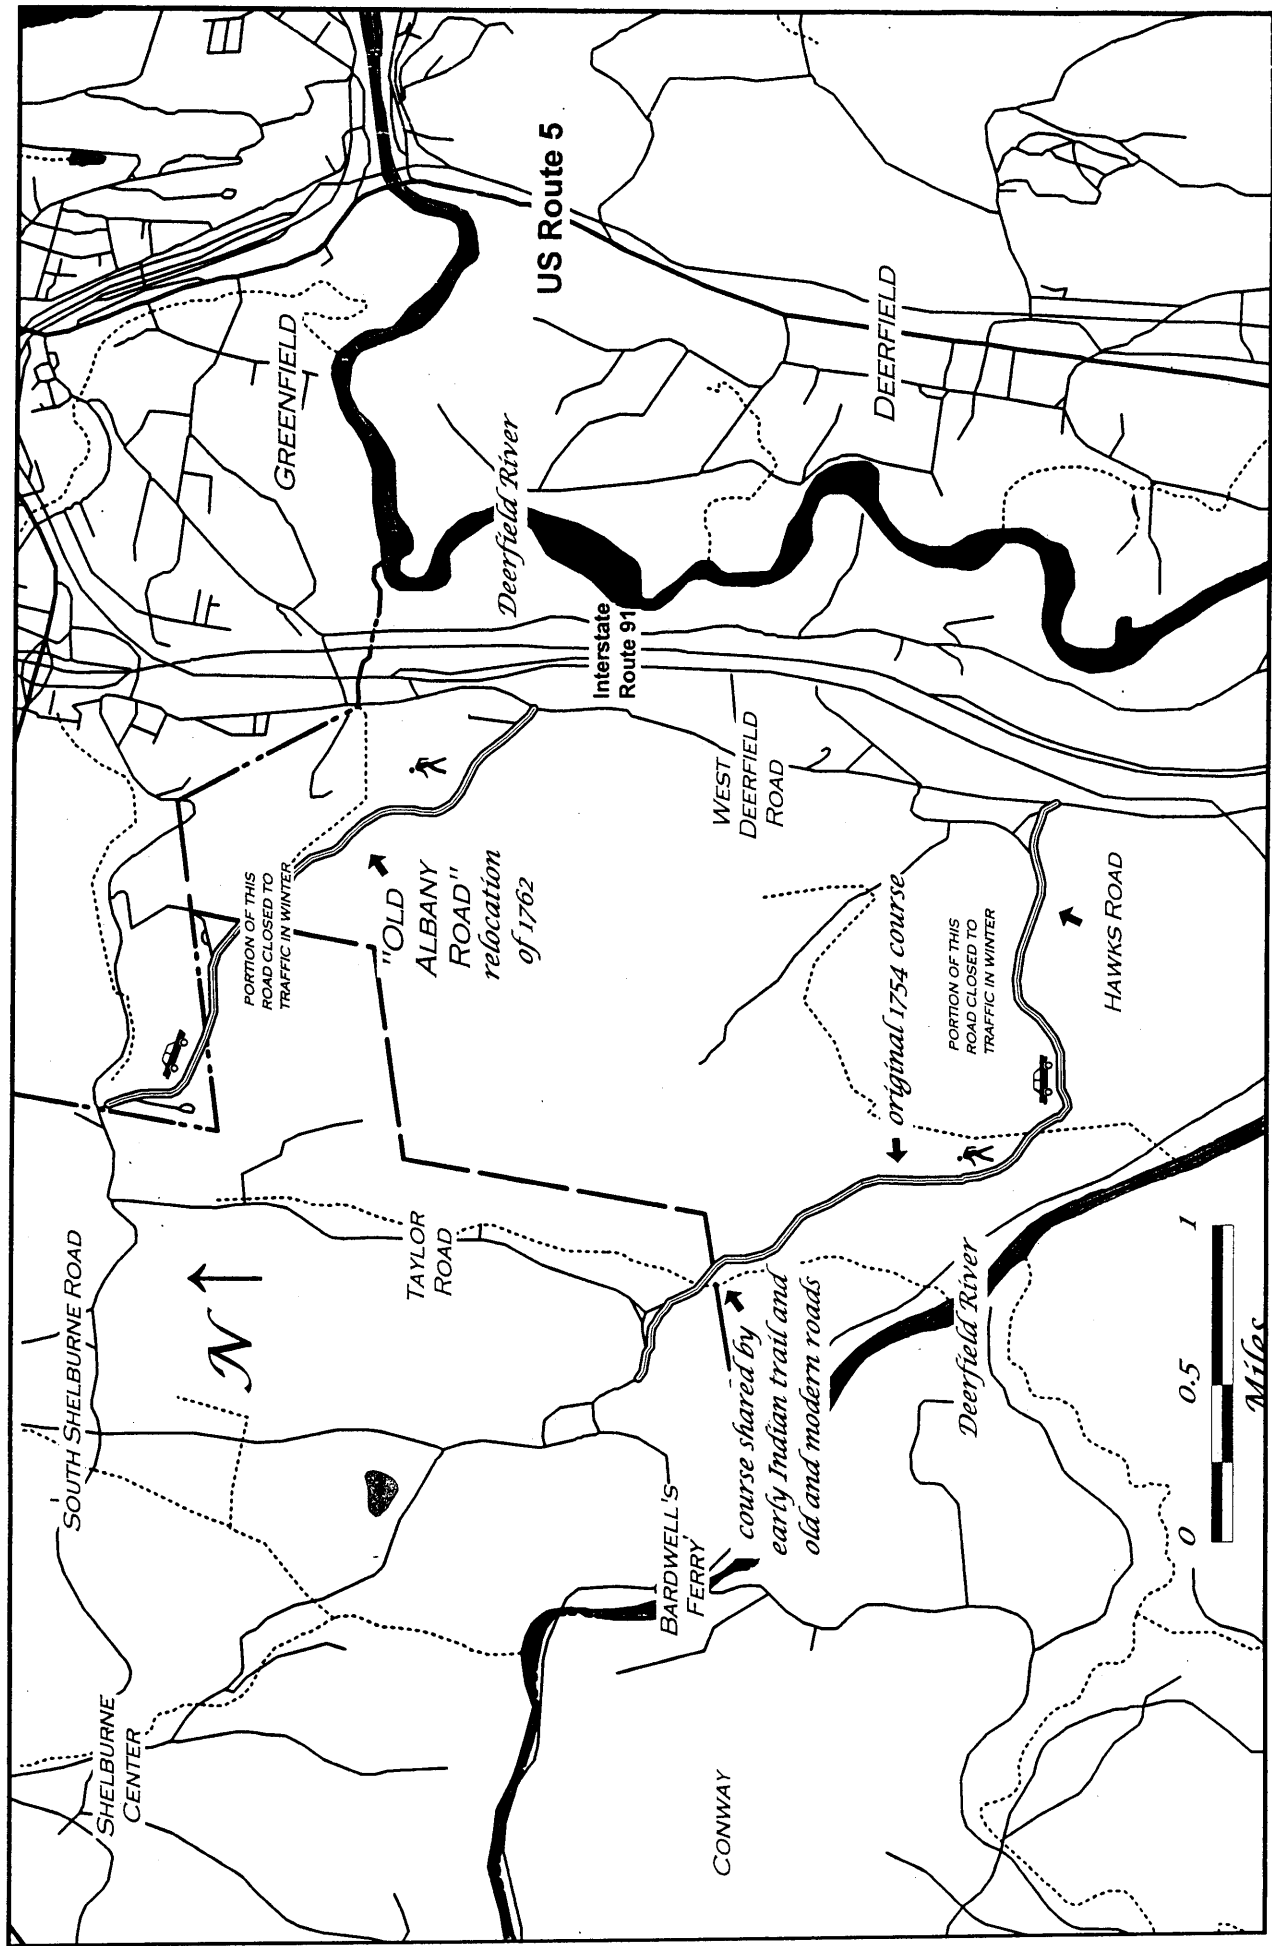 SHELBURNE
CENTER
SOUTH SHELBURNE ROAD
N
TAYLOR
ROAD
PORTION OF THIS
ROAD CLOSED TO
TRAFFIC IN WINTER
"OLD
ALBANY
ROAD"
relocation
of 1762
GREENFIELD
Deerfield River
US Route 5
Interstate
Route 91
BARDWELL'S
FERRY
course shared by
early Indian trail and
old and modern roads
CONWAY
WEST
DEERFIELD
ROAD
DEERFIELD
original 1754 course
PORTION OF THIS
ROAD CLOSED TO
TRAFFIC IN WINTER
Deerfield River
HAWKS ROAD
0 0.5 1
Miles